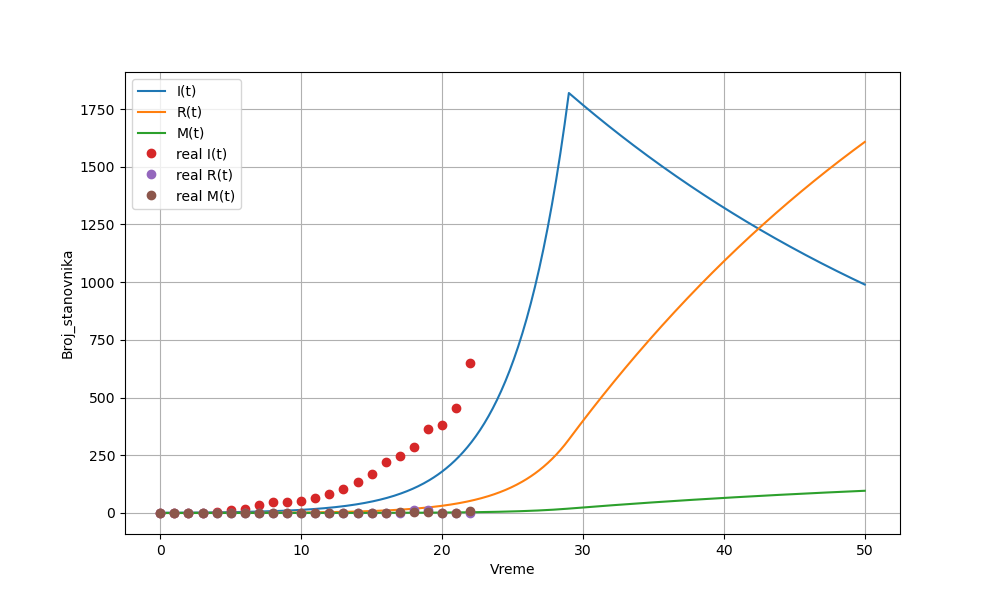 I(t)
R(t)
M(t)
real I(t)
real R(t)
real M(t)
1750
1500
1250
1000
750
500
250
0
Broj_stanovnika
0 10 20 30 40 50
Vreme